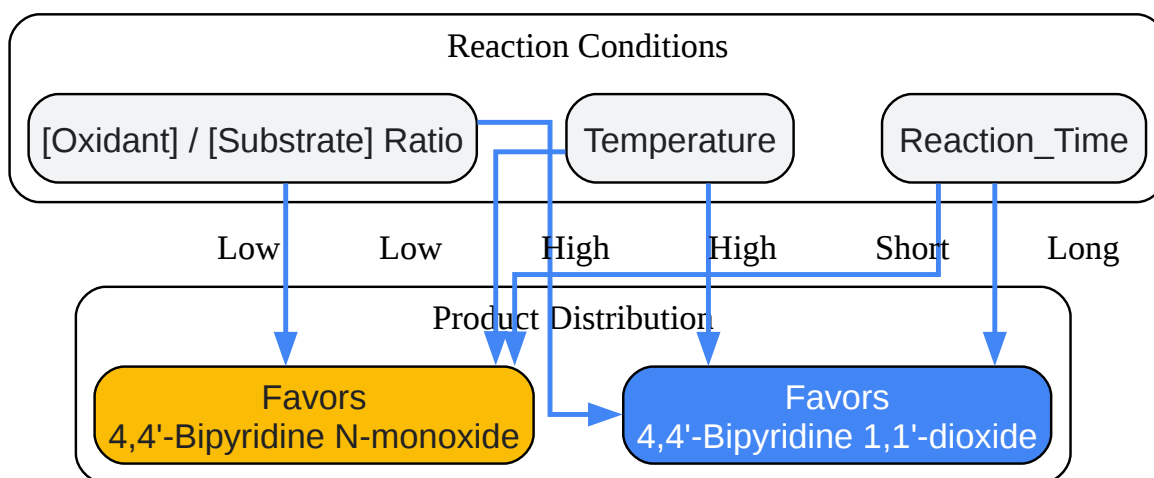 Reaction Conditions
[Oxidant] / [Substrate] Ratio
Temperature
Reaction_Time
Low
Low
High
High
Short
Long
Product Distribution
Favors
4,4'-Bipyridine N-monoxide
Favors
4,4'-Bipyridine 1,1'-dioxide